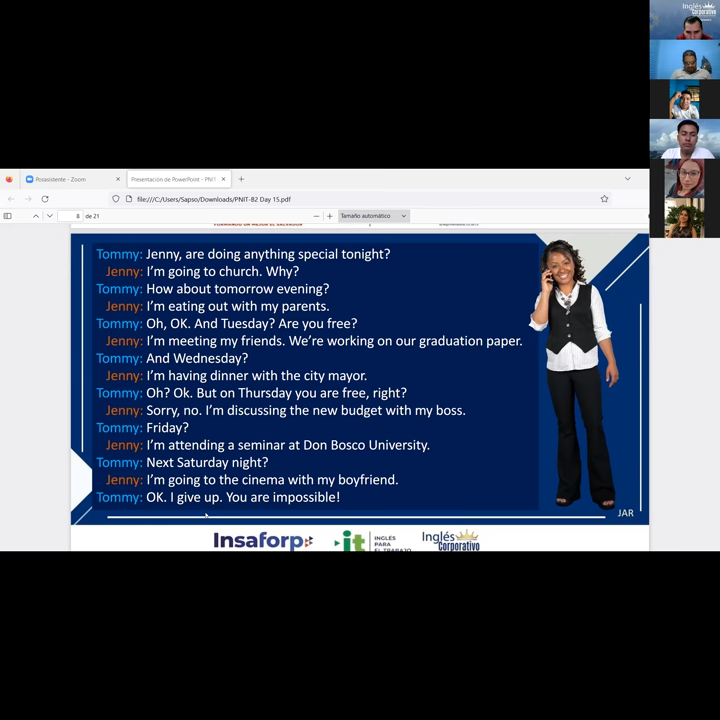 Inglés
Corporativo
Posasistente - Zoom
Presentación de PowerPoint - PNIT
file:///C:/Users/Sapso/Downloads/PNIT-B2 Day 15.pdf
8 de 21
Tamaño automático
Tommy: Jenny, are doing anything special tonight?
Jenny: I'm going to church. Why?
Tommy: How about tomorrow evening?
Jenny: I'm eating out with my parents.
Tommy: Oh, OK. And Tuesday? Are you free?
Jenny: I'm meeting my friends. We're working on our graduation paper.
Tommy: And Wednesday?
Jenny: I'm having dinner with the city mayor.
Tommy: Oh? Ok. But on Thursday you are free, right?
Jenny: Sorry, no. I'm discussing the new budget with my boss.
Tommy: Friday?
Jenny: I'm attending a seminar at Don Bosco University.
Tommy: Next Saturday night?
Jenny: I'm going to the cinema with my boyfriend.
Tommy: OK. I give up. You are impossible!
JAR
Insaforp
it
INGLÉS
PARA
EL TRABAJO
Inglés
Corporativo